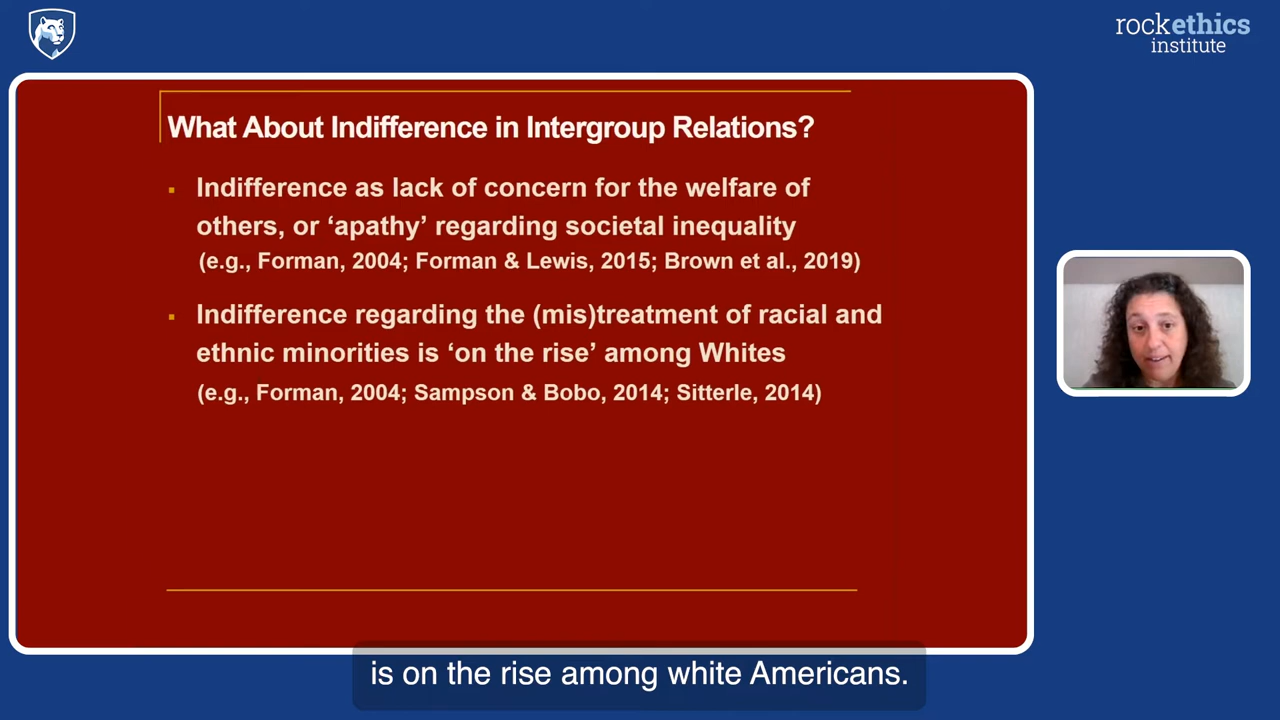 rockethics
institute
What About Indifference in Intergroup Relations?
▪ Indifference as lack of concern for the welfare of
others, or ‘apathy’ regarding societal inequality
(e.g., Forman, 2004; Forman & Lewis, 2015; Brown et al., 2019)
▪ Indifference regarding the (mis)treatment of racial and
ethnic minorities is ‘on the rise’ among Whites
(e.g., Forman, 2004; Sampson & Bobo, 2014; Sitterle, 2014)
is on the rise among white Americans.